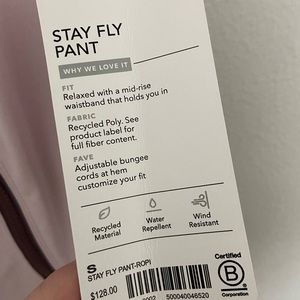 STAY FLY
PANT
WHY WE LOVE IT
FIT
Relaxed with a mid-rise
waistband that holds you in
FABRIC
Recycled Poly. See
product label for
full fiber content.
FAVE
Adjustable bungee
cords at hem
customize your fit
Recycled
Material
Water
Repellent
Wind
Resistant
S
STAY FLY PANT-ROPI
$128.00
500040046520
Certified
B
Corporation